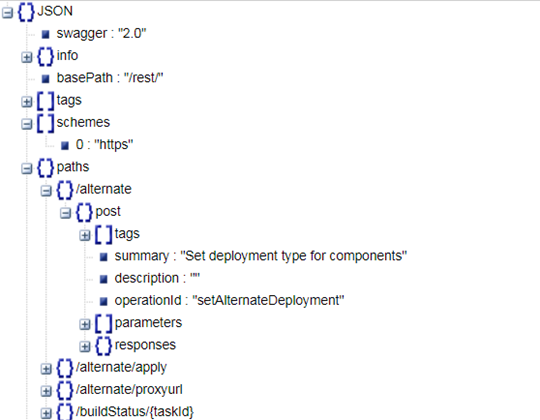 JSON
swagger : "2.0"
info
basePath : "/rest/"
tags
schemes
0 : "https"
paths
/alternate
post
tags
summary : "Set deployment type for components"
description : ""
operationId : "setAlternateDeployment"
parameters
responses
/alternate/apply
/alternate/proxyurl
/buildStatus/{taskId}